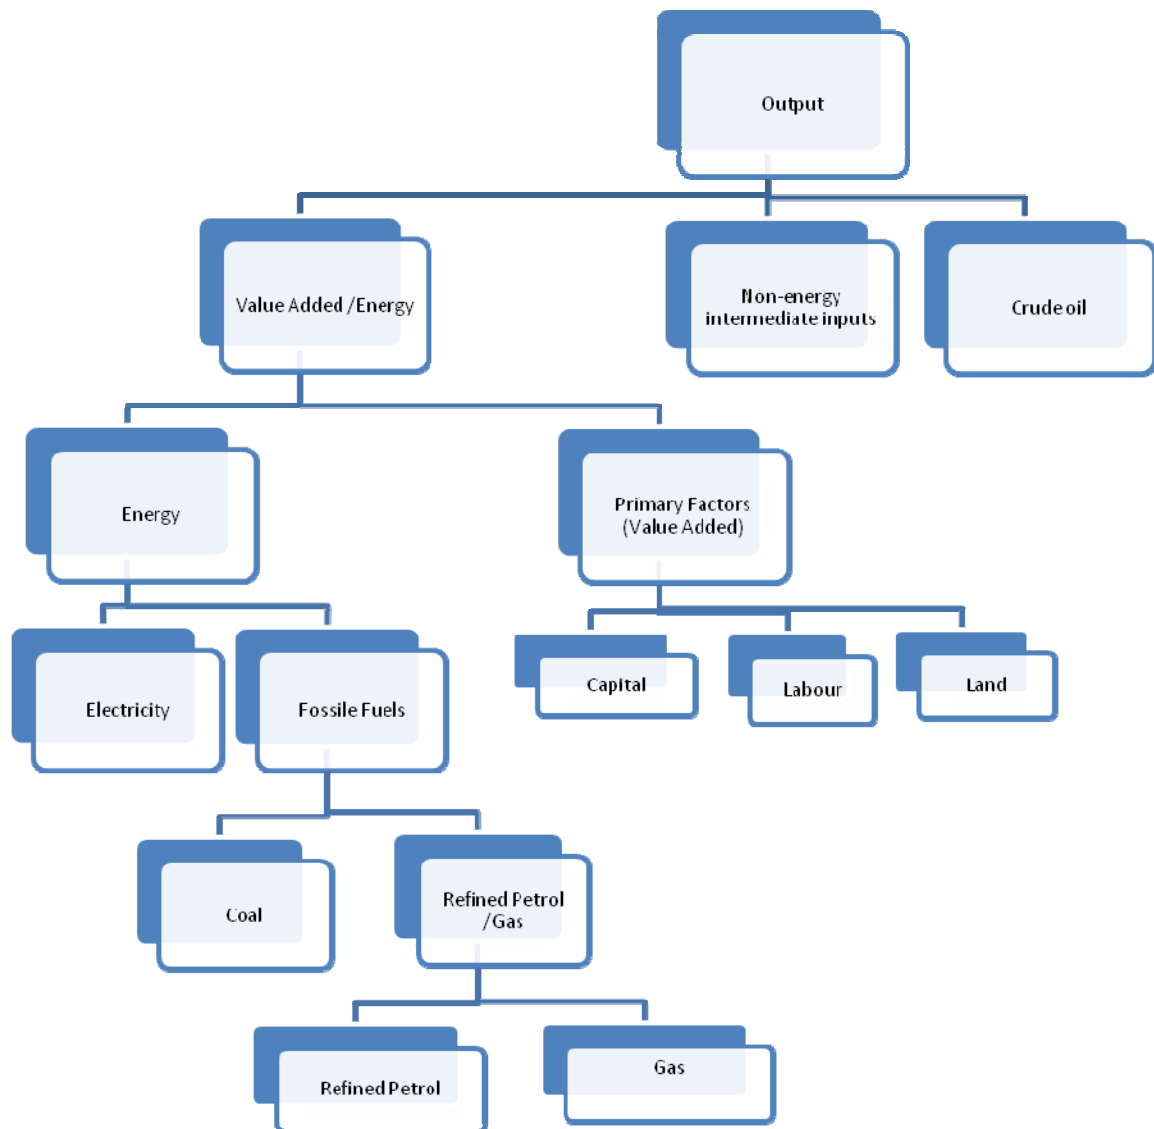 Output
Value Added /Energy
Non-energy
intermediate inputs
Crude oil
Energy
Primary Factors
(Value Added)
Electricity
Fossile Fuels
Capital
Labour
Land
Coal
Refined Petrol
/Gas
Refined Petrol
Gas